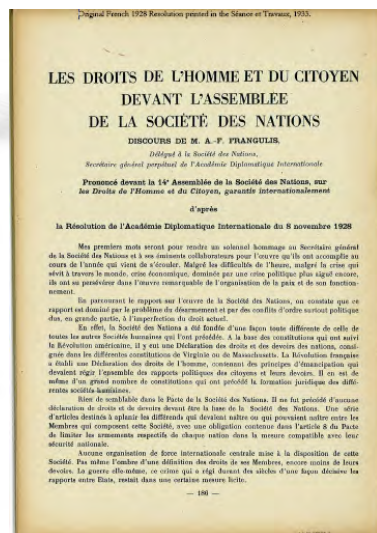 Original French 1928 Resolution printed in the Séance et Travaux, 1933.
LES DROITS DE L'HOMME ET DU CITOYEN
DEVANT L'ASSEMBLÉE
DE LA SOCIÉTÉ DES NATIONS
DISCOURS DE M. A.-F. FRANGULIS,
Délégué à la Société des Nations,
Secrétaire général perpétuel de l'Académie Diplomatique Internationale
Prononcé devant la 14e Assemblée de la Société des Nations, sur
les Droits de l'Homme et du Citoyen, garantis internationalement
d'après
la Résolution de l'Académie Diplomatique Internationale du 8 novembre 1928
Mes premiers mots seront pour rendre un solennel hommage au Secrétaire général
de la Société des Nations et à ses éminents collaborateurs pour l'œuvre qu'ils ont accomplie au
cours de l'année qui vient de s'écouler. Malgré les difficultés de l'heure, malgré la crise qui
sévit à travers le monde, crise économique, dominée par une crise politique plus aiguë encore,
ils ont su persévérer dans l'œuvre remarquable de l'organisation de la paix et de son fonction-
nement.
En parcourant le rapport sur l'œuvre de la Société des Nations, on constate que ce
rapport est dominé par le problème du désarmement et par des conflits d'ordre surtout politique
dus, en grande partie, à l'imperfection du droit actuel.
En effet, la Société des Nations a été fondée d'une façon toute différente de celle de
toutes les autres Sociétés humaines qui l'ont précédée. A la base des constitutions qui ont suivi
la Révolution américaine, il y eut une Déclaration des droits et des devoirs des nations, consi-
gnée dans les différentes constitutions de Virginie ou de Massachusetts. La Révolution française
a établi une Déclaration des droits de l'homme, contenant des principes d'émancipation qui
devaient régir l'ensemble des rapports politiques des citoyens et leurs devoirs. Il en est de
même d'un grand nombre de constitutions qui ont précédé la formation juridique des diffé-
rentes sociétés humaines.
Rien de semblable dans le Pacte de la Société des Nations. Il ne fut précédé d'aucune
déclaration de droits et de devoirs devant être la base de la Société des Nations. Une série
d'articles destinés à aplanir les différends qui devaient naître ou qui pouvaient naître entre les
Membres qui composent cette Société, avec une obligation contenue dans l'article 8 du Pacte
de limiter les armements respectifs de chaque nation dans la mesure compatible avec leur
sécurité nationale.
Aucune organisation de force internationale centrale mise à la disposition de cette
Société. Pas même l'ombre d'une définition des droits de ses Membres, encore moins de leurs
devoirs. La guerre elle-même, ce crime qui a régi durant des siècles d'une façon décisive les
rapports entre Etats, restait dans une certaine mesure licite.
— 186 —